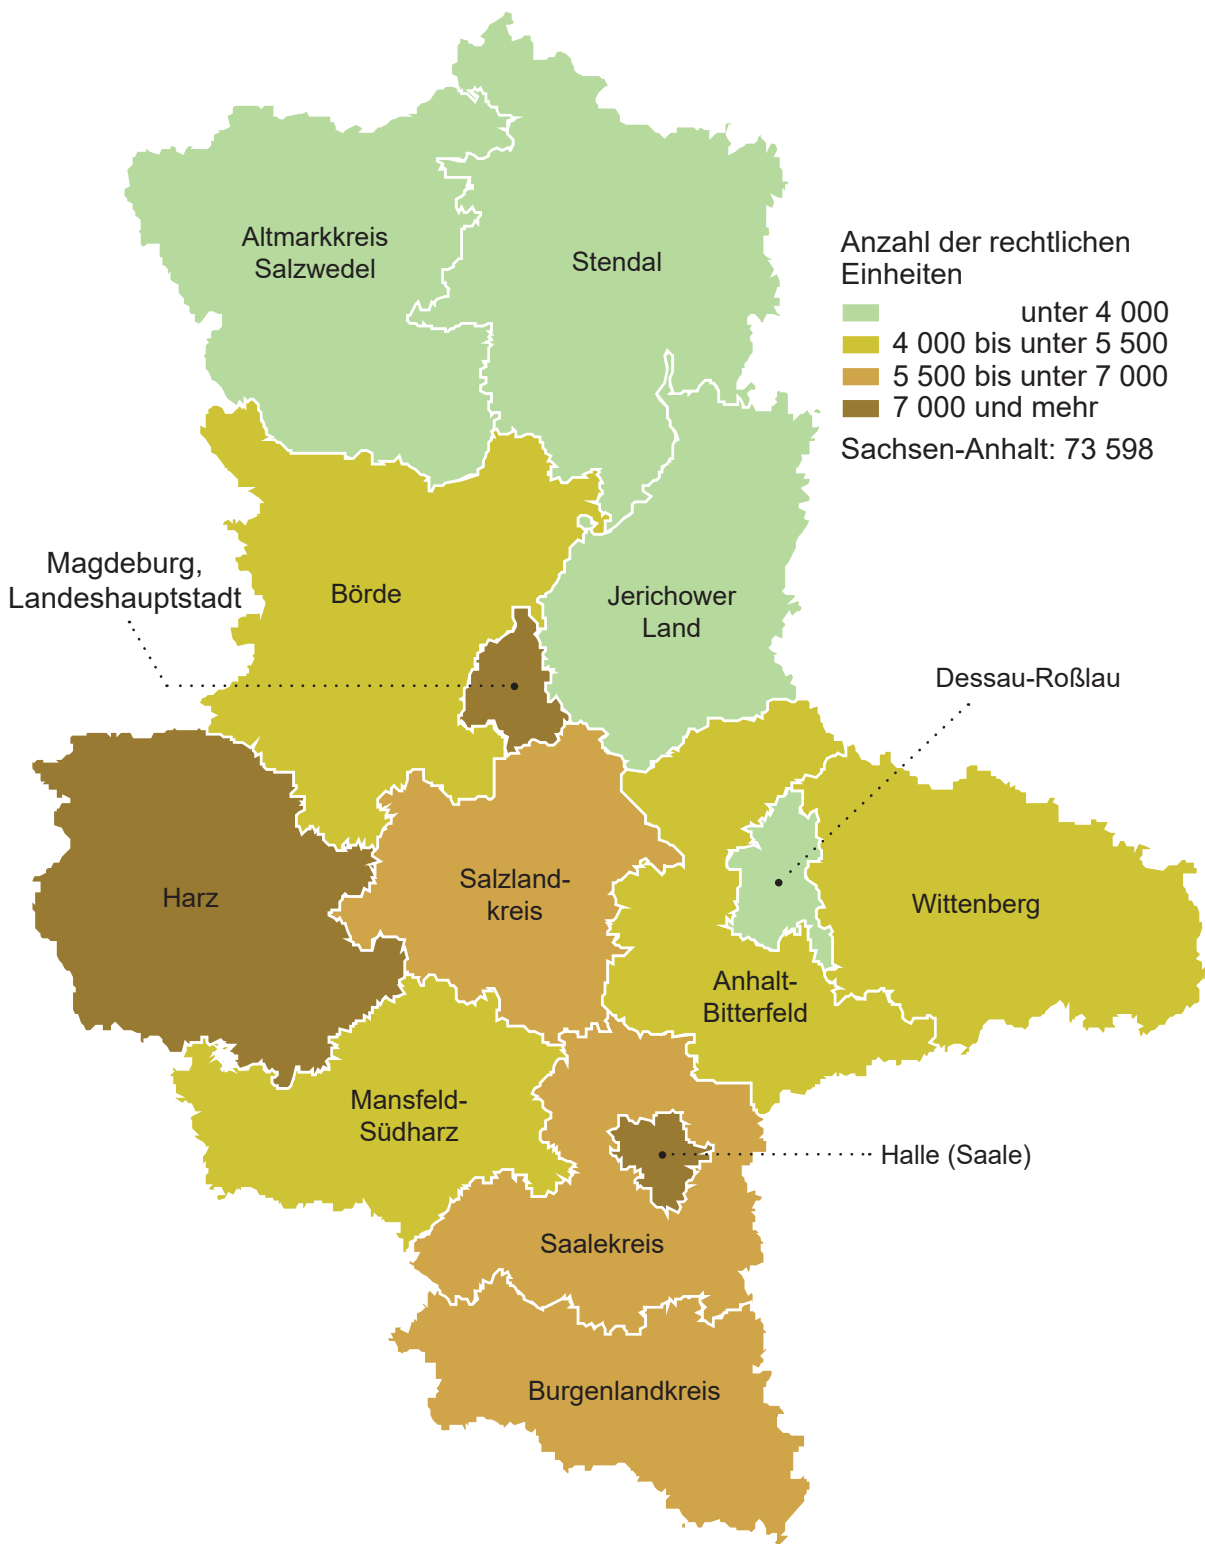 Altmarkkreis
Salzwedel
Stendal
Anzahl der rechtlichen
Einheiten
unter 4 000
4 000 bis unter 5 500
5 500 bis unter 7 000
7 000 und mehr
Sachsen-Anhalt: 73 598
Magdeburg,
Landeshauptstadt
Börde
Jerichower
Land
Dessau-Roßlau
Harz
Salzland-
kreis
Wittenberg
Anhalt-
Bitterfeld
Mansfeld-
Südharz
Halle (Saale)
Saalekreis
Burgenlandkreis